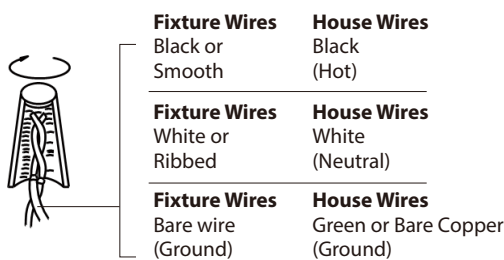 Fixture Wires House Wires
Black or Black
Smooth (Hot)
Fixture Wires House Wires
White or White
Ribbed (Neutral)
Fixture Wires House Wires
Bare wire Green or Bare Copper
(Ground) (Ground)